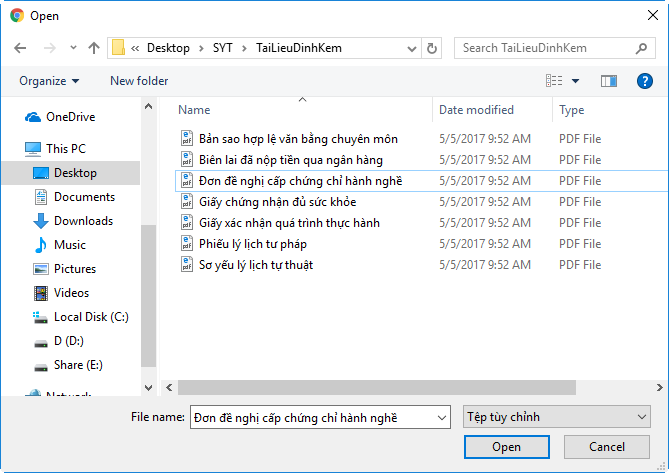 Open
« Desktop > SYT > TaiLieuDinhKem
Search TaiLieuDinhKem
Organize
New folder
?
OneDrive
This PC
Desktop
Documents
Downloads
Music
Pictures
Videos
Local Disk (C:)
D (D:)
Share (E:)
Network
Name Date modified Type
Bản sao hợp lệ văn bằng chuyên môn 5/5/2017 9:52 AM PDF File
Biên lai đã nộp tiền qua ngân hàng 5/5/2017 9:52 AM PDF File
Đơn đề nghị cấp chứng chỉ hành nghề 5/5/2017 9:52 AM PDF File
Giấy chứng nhận đủ sức khỏe 5/5/2017 9:52 AM PDF File
Giấy xác nhận quá trình thực hành 5/5/2017 9:52 AM PDF File
Phiếu lý lịch tư pháp 5/5/2017 9:52 AM PDF File
Sơ yếu lý lịch tự thuật 5/5/2017 9:52 AM PDF File
File name: Đơn đề nghị cấp chứng chỉ hành nghề
Tệp tùy chỉnh
Open
Cancel